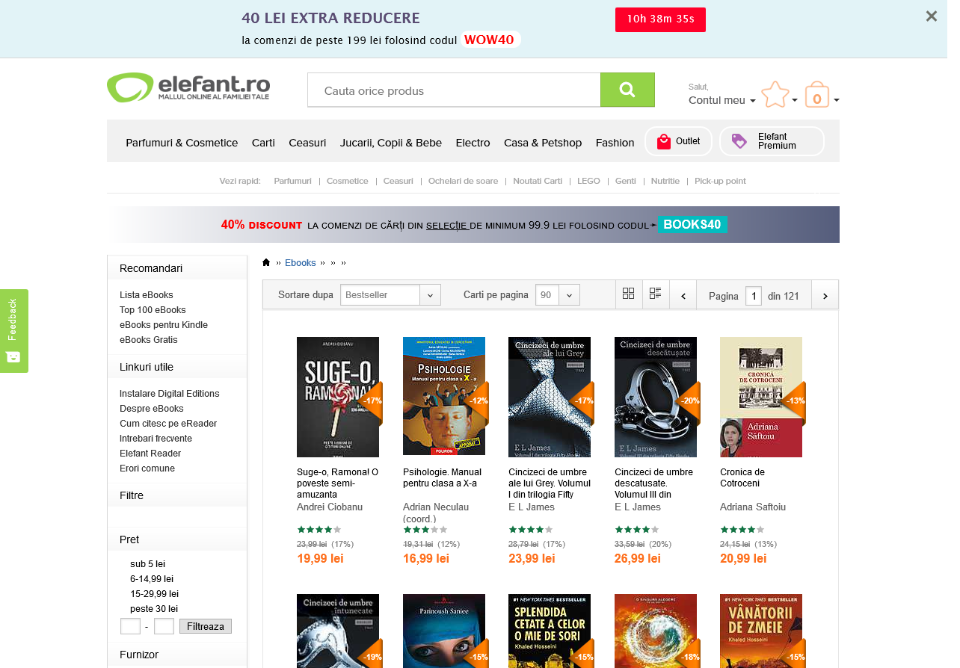 40 LEI EXTRA REDUCERE
10h 38m 35s
la comenzi de peste 199 lei folosind codul WOW40
elefant.ro
MALLUL ONLINE AL FAMILIEI TALE
Cauta orice produs
Salut,
Contul meu
0
Parfumuri & Cosmetice Carti Ceasuri Jucarii, Copii & Bebe Electro Casa & Petshop Fashion Outlet Elefant Premium
Vezi rapid: Parfumuri | Cosmetice | Ceasuri | Ochelari de soare | Noutati Carti | LEGO | Genti | Nutritie | Pick-up point
40% DISCOUNT LA COMENZI DE CĂRȚI DIN SELECȚIE DE MINIMUM 99.9 LEI FOLOSIND CODUL BOOKS40
Feedback
Recomandari
Lista eBooks
Top 100 eBooks
eBooks pentru Kindle
eBooks Gratis
Linkuri utile
Instalare Digital Editions
Despre eBooks
Cum citesc pe eReader
Intrebari frecvente
Elefant Reader
Erori comune
Filtre
Pret
sub 5 lei
6-14,99 lei
15-29,99 lei
peste 30 lei
- Filtreaza
Furnizor
›› Ebooks ›› ›› ››
Sortare dupa Bestseller Carti pe pagina 90 Pagina 1 din 121
SUGE-O, RAMONA!
-17%
Suge-o, Ramona! O
poveste semi-
amuzanta
Andrei Ciobanu
23,99 lei (17%)
19,99 lei
PSIHOLOGIE
Manual pentru clasa a X-a
POLIROM
-12%
Psihologie. Manual
pentru clasa a X-a
Adrian Neculau
(coord.)
19,31 lei (12%)
16,99 lei
Cincizeci de umbre
ale lui Grey
E L James
-17%
Cincizeci de umbre
ale lui Grey. Volumul
I din trilogia Fifty
E L James
28,79 lei (17%)
23,99 lei
Cincizeci de umbre
descătușate
E L James
-20%
Cincizeci de umbre
descatusate.
Volumul III din
E L James
33,59 lei (20%)
26,99 lei
CRONICA
DE COTROCENI
Adriana
Săftoiu
-13%
Cronica de
Cotroceni
Adriana Saftoiu
24,15 lei (13%)
20,99 lei
Cincizeci de umbre
întunecate
-19%
Parinoush Saniee
-15%
SPLENDIDA
CETATE A CELOR
O MIE DE SORI
Khaled Hosseini
-15%
-18%
#1 NEW YORK TIMES BESTSELLER
VÂNĂTORII
DE ZMEIE
Khaled Hosseini
-15%